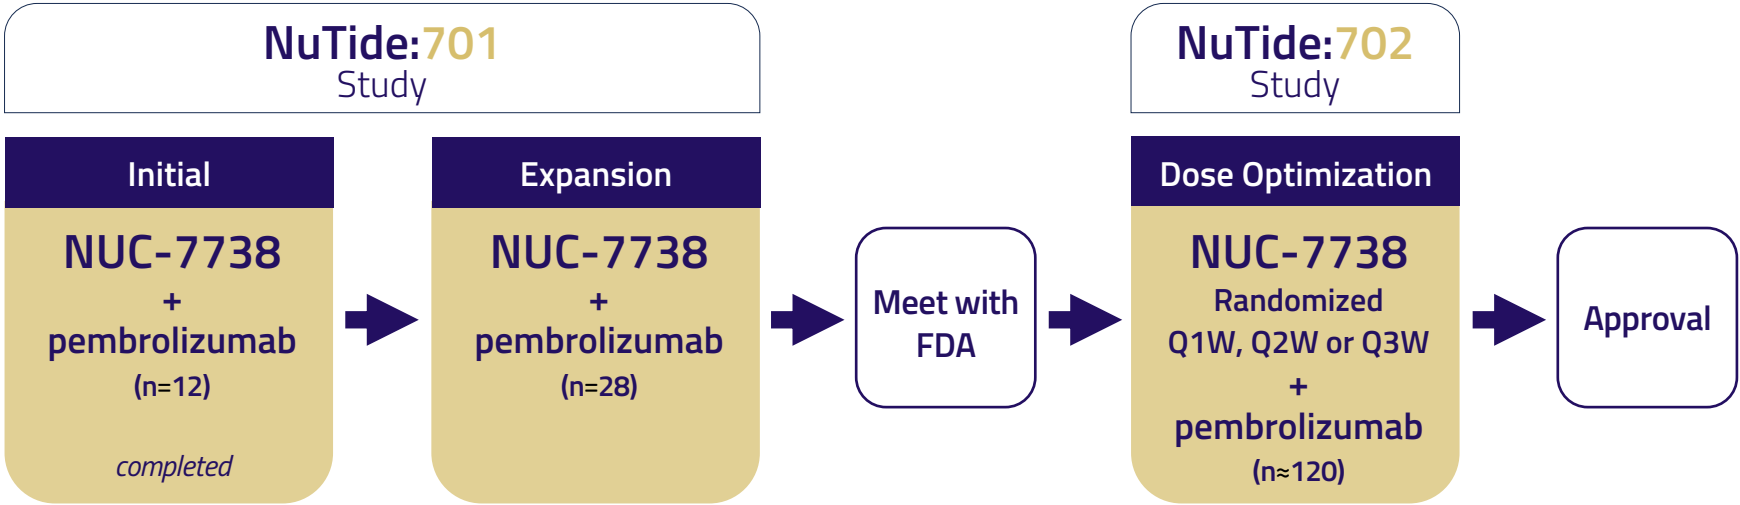 NuTide:701
Study
NuTide:702
Study
Initial
NUC-7738
+
pembrolizumab
(n=12)
completed
Expansion
NUC-7738
+
pembrolizumab
(n=28)
Meet with
FDA
Dose Optimization
NUC-7738
Randomized
Q1W, Q2W or Q3W
+
pembrolizumab
(n≈120)
Approval